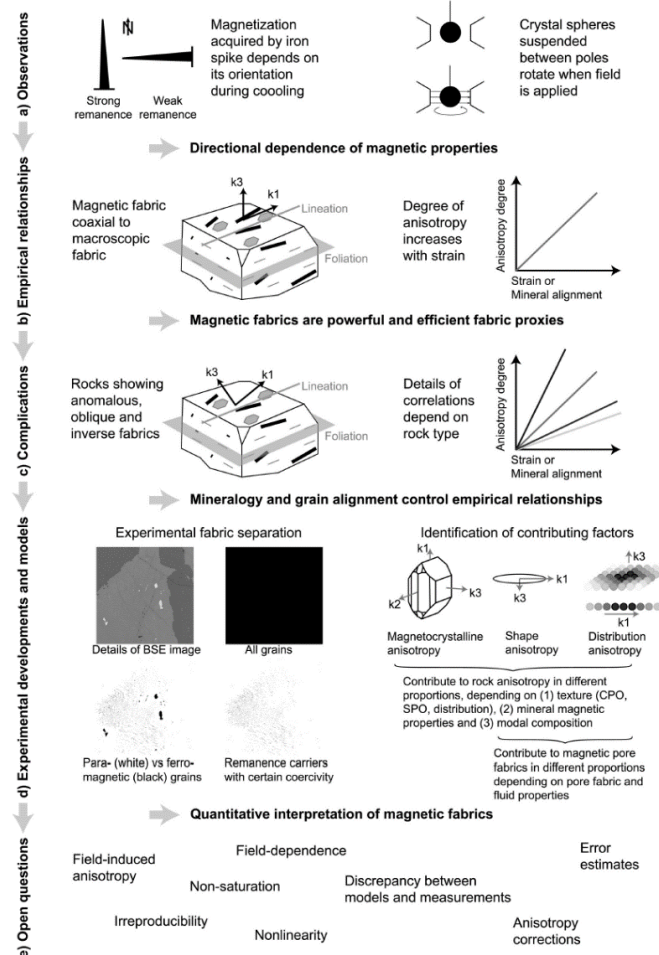 a) Observations
N
Strong
remanence
Weak
remanence
Magnetization
acquired by iron
spike depends on
its orientation
during coooling
Crystal spheres
suspended
between poles
rotate when field
is applied
Directional dependence of magnetic properties
b) Empirical relationships
Magnetic fabric
coaxial to
macroscopic
fabric
k3
k1
Lineation
Foliation
Degree of
anisotropy
increases
with strain
Anisotropy degree
Strain or
Mineral alignment
Magnetic fabrics are powerful and efficient fabric proxies
c) Complications
Rocks showing
anomalous,
oblique and
inverse fabrics
k3
k1
Lineation
Foliation
Details of
correlations
depend on
rock type
Anisotropy degree
Strain or
Mineral alignment
Mineralogy and grain alignment control empirical relationships
d) Experimental developments and models
Experimental fabric separation
Details of BSE image
All grains
Para- (white) vs ferro-
magnetic (black) grains
Remanence carriers
with certain coercivity
Identification of contributing factors
k1
k2
k3
Magnetocrystalline
anisotropy
k1
k3
Shape
anisotropy
k3
k1
Distribution
anisotropy
Contribute to rock anisotropy in different
proportions, depending on (1) texture (CPO,
SPO, distribution), (2) mineral magnetic
properties and (3) modal composition
Contribute to magnetic pore
fabrics in different proportions
depending on pore fabric and
fluid properties
Quantitative interpretation of magnetic fabrics
e) Open questions
Field-induced
anisotropy
Field-dependence
Error
estimates
Non-saturation
Discrepancy between
models and measurements
Irreproducibility
Nonlinearity
Anisotropy
corrections